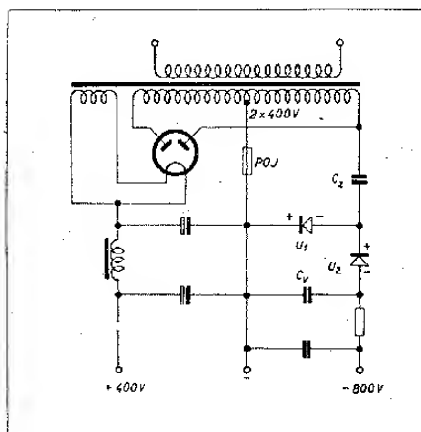 2×400V
POJ
C₂
+ -
U₁
+
U₂
-
Cᵥ
+400V
-
-800V